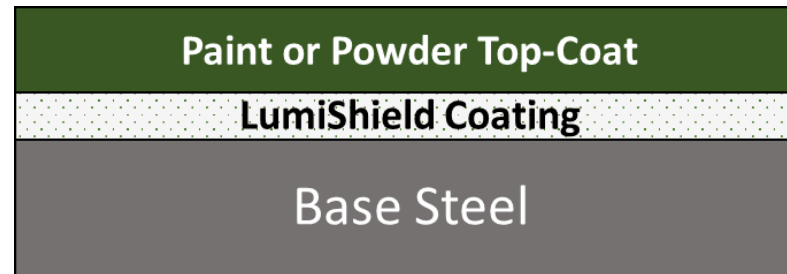 Paint or Powder Top-Coat
LumiShield Coating
Base Steel